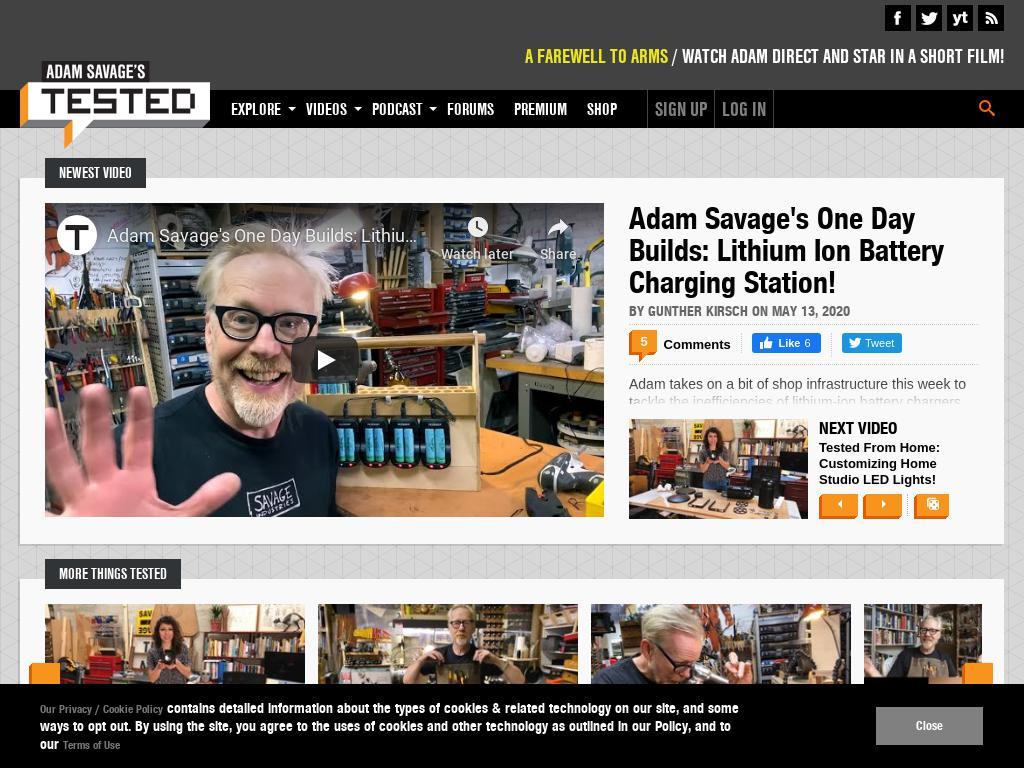 A FAREWELL TO ARMS / WATCH ADAM DIRECT AND STAR IN A SHORT FILM!
ADAM SAVAGE'S
TESTED
EXPLORE VIDEOS PODCAST FORUMS PREMIUM SHOP SIGN UP LOG IN
NEWEST VIDEO
T Adam Savage's One Day Builds: Lithiu...
Watch later Share
SAVAGE
INDUSTRIES
Adam Savage's One Day
Builds: Lithium Ion Battery
Charging Station!
BY GUNTHER KIRSCH ON MAY 13, 2020
5 Comments Like 6 Tweet
Adam takes on a bit of shop infrastructure this week to
tackle the inefficiencies of lithium-ion battery chargers
NEXT VIDEO
Tested From Home:
Customizing Home
Studio LED Lights!
MORE THINGS TESTED
Our Privacy / Cookie Policy contains detailed information about the types of cookies & related technology on our site, and some
ways to opt out. By using the site, you agree to the uses of cookies and other technology as outlined in our Policy, and to
our Terms of Use
Close